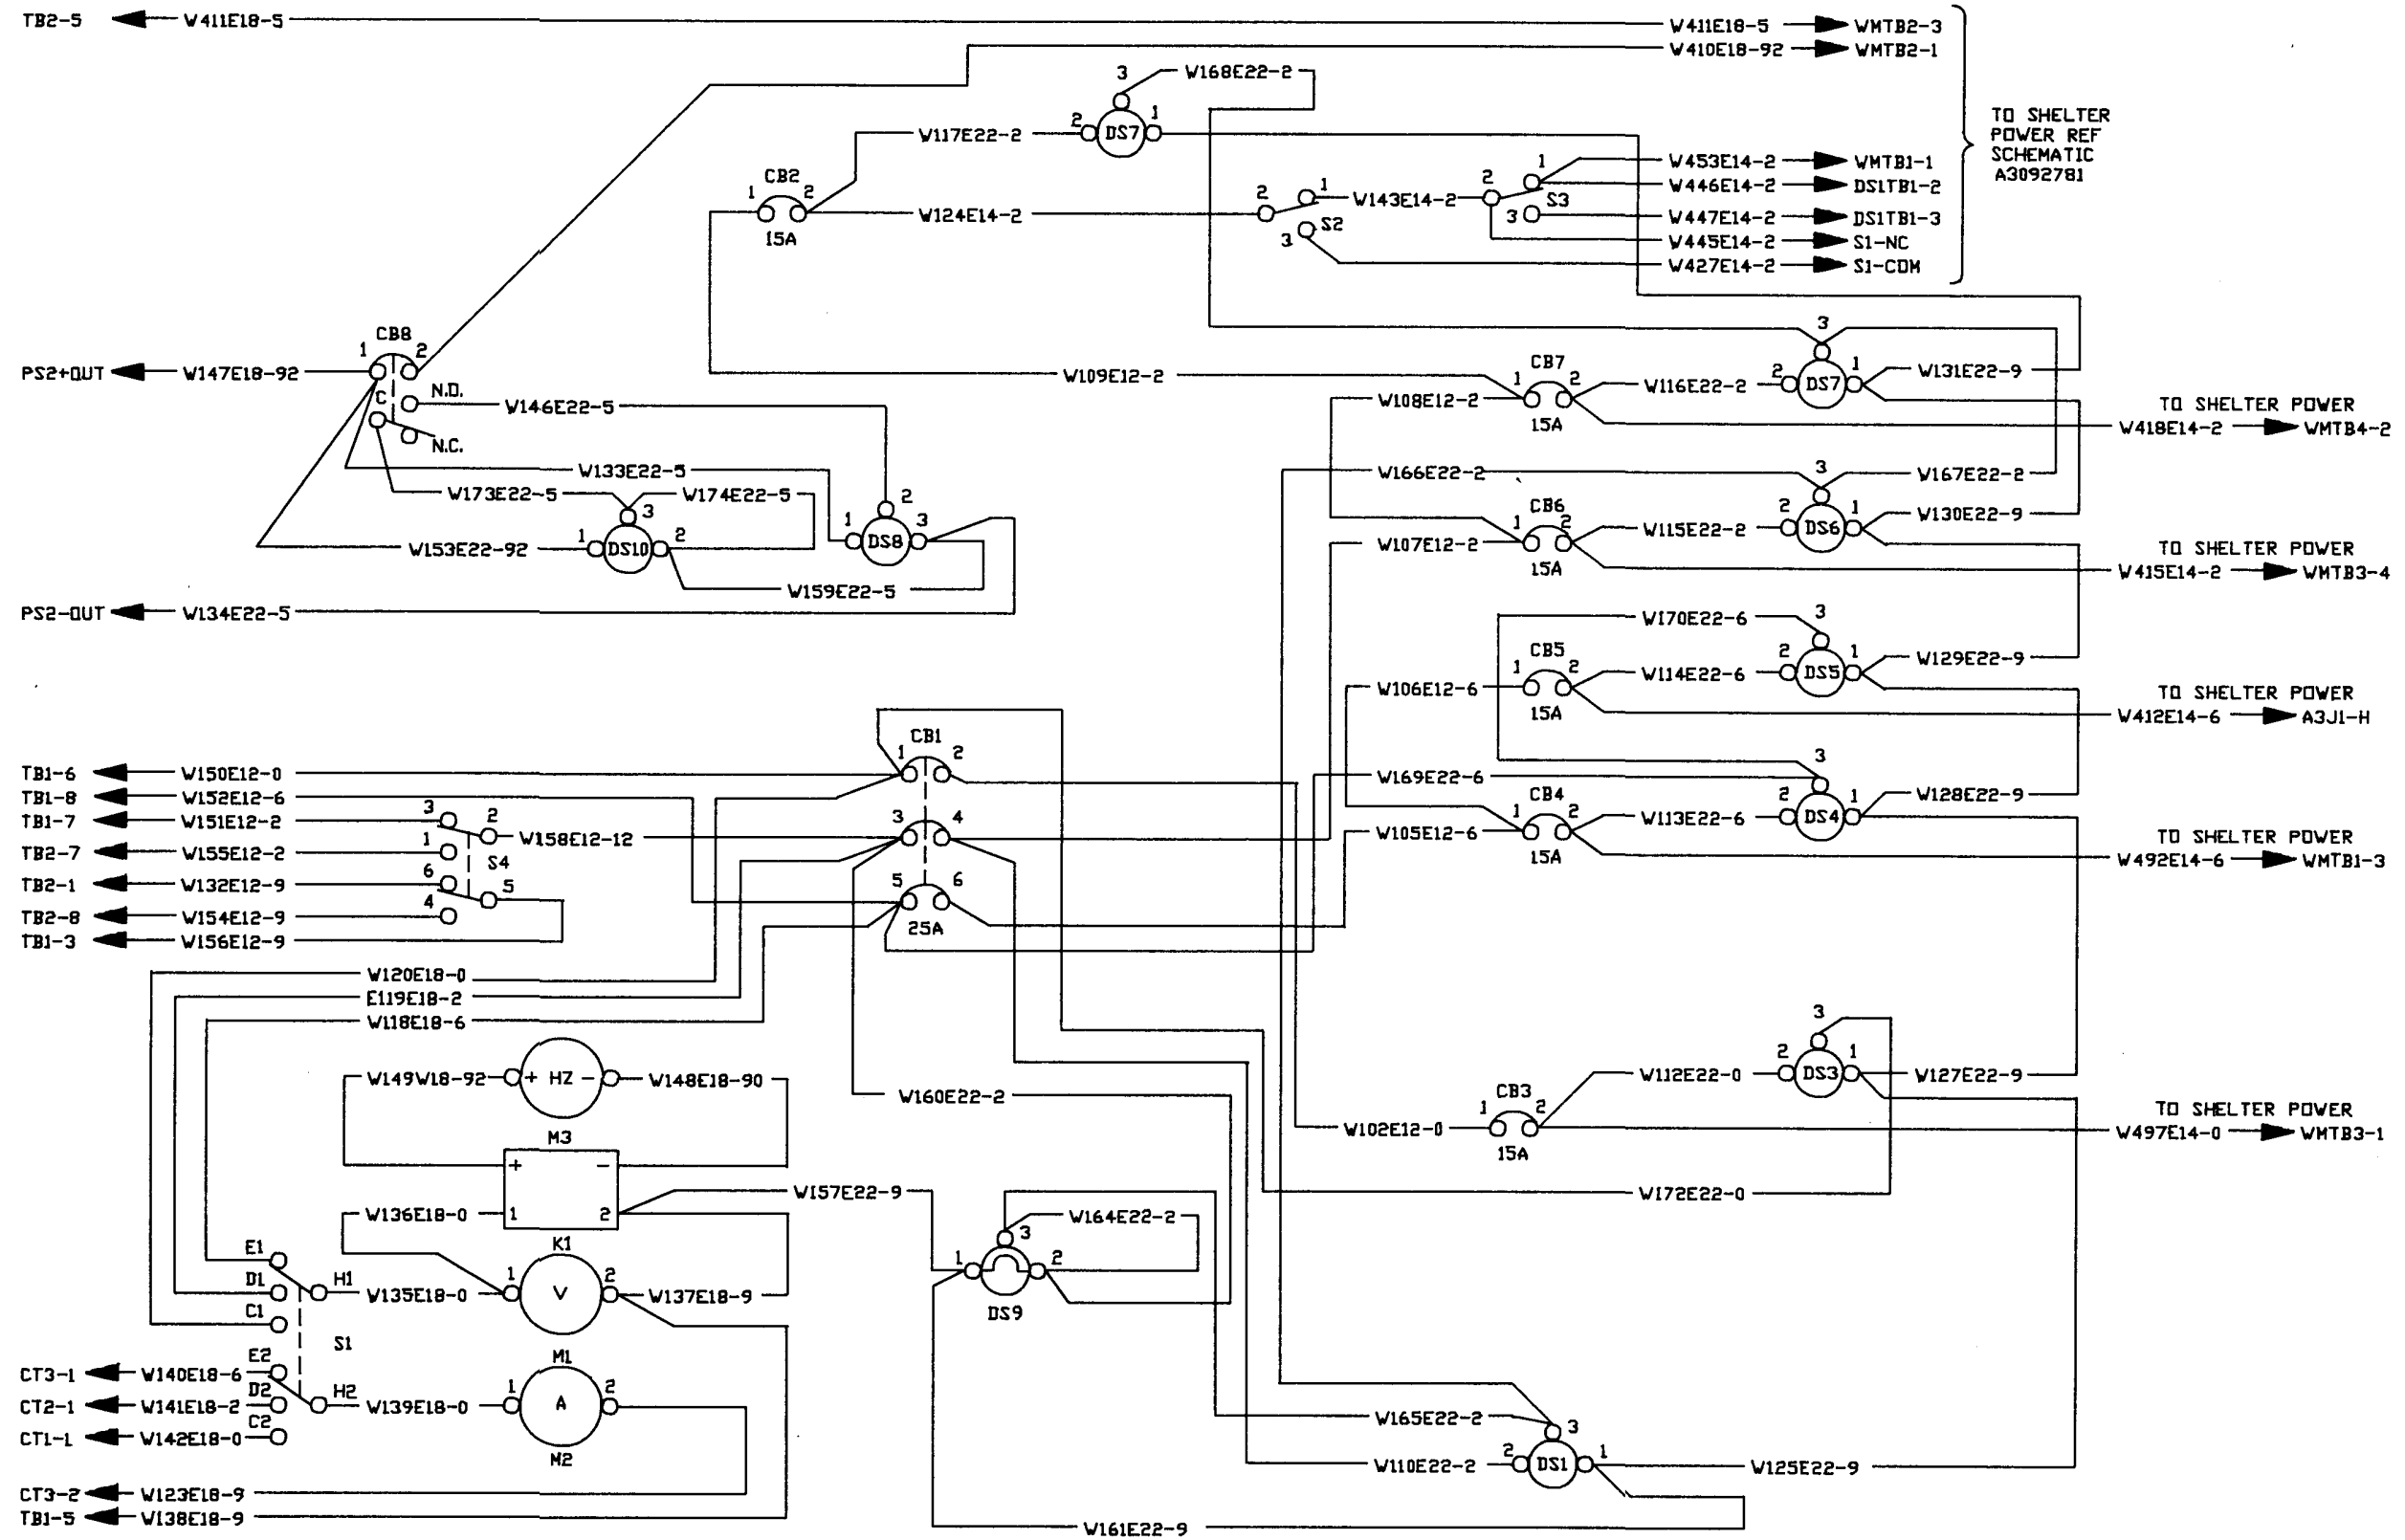 TB2-5 W411E18-5 W411E18-5 WMTB2-3
W410E18-92 WMTB2-1
3 W168E22-2
TO SHELTER
POWER REF
SCHEMATIC
A3092781
W117E22-2 2 DS7 1
CB2
1 2
15A
W124E14-2
2 1 W143E14-2 2 1 S3
3 S2 3
W453E14-2 WMTB1-1
W446E14-2 DS1TB1-2
W447E14-2 DS1TB1-3
W445E14-2 S1-NC
W427E14-2 S1-COM
CB8
1 2
PS2+OUT W147E18-92
C N.O. W146E22-5
N.C.
W109E12-2
W133E22-5
W173E22-5 W174E22-5
W153E22-92 1 DS10 2 3
1 DS8 2 3
W159E22-5
PS2-OUT W134E22-5
CB7
W108E12-2 1 2 W116E22-2 2 DS7 1 3 W131E22-9
15A
TO SHELTER POWER
W418E14-2 WMTB4-2
W166E22-2 3 W167E22-2
CB6
W107E12-2 1 2 W115E22-2 2 DS6 1 W130E22-9
15A
TO SHELTER POWER
W415E14-2 WMTB3-4
W170E22-6 3
CB5
W106E12-6 1 2 W114E22-6 2 DS5 1 W129E22-9
15A
TO SHELTER POWER
W412E14-6 A3J1-H
W169E22-6 3
CB4
W105E12-6 1 2 W113E22-6 2 DS4 1 W128E22-9
15A
TO SHELTER POWER
W492E14-6 WMTB1-3
CB1
1 2
3 4
5 6
25A
TB1-6 W150E12-0
TB1-8 W152E12-6
TB1-7 W151E12-2 3 2 W158E12-12
TB2-7 W155E12-2 1 S4
TB2-1 W132E12-9 6 5
TB2-8 W154E12-9 4
TB1-3 W156E12-9
W120E18-0
E119E18-2
W118E18-6
W149W18-92 + HZ - W148E18-90
M3
+ -
1 2
W136E18-0
K1
W157E22-9
W160E22-2
E1
D1 H1 W135E18-0 1 V 2 W137E18-9
C1
S1
M1
CT3-1 W140E18-6 E2
CT2-1 W141E18-2 D2 H2 W139E18-0 1 A 2
CT1-1 W142E18-0 C2
M2
CT3-2 W123E18-9
TB1-5 W138E18-9
W164E22-2
1 3 2
DS9
3
CB3
W102E12-0 1 2 W112E22-0 2 DS3 1 W127E22-9
15A
TO SHELTER POWER
W497E14-0 WMTB3-1
W172E22-0
W165E22-2 3
W110E22-2 2 DS1 1 W125E22-9
W161E22-9